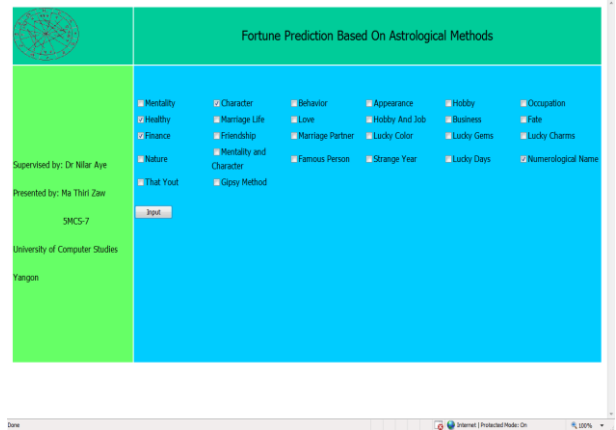 Fortune Prediction Based On Astrological Methods
Mentality Character Behavior Appearance Hobby Occupation
Healthy Marriage Life Love Hobby And Job Business Fate
Finance Friendship Marriage Partner Lucky Color Lucky Gems Lucky Charms
Nature Mentality and Character Famous Person Strange Year Lucky Days Numerological Name
That Yout Gipsy Method
Input
Supervised by: Dr Nilar Aye
Presented by: Ma Thiri Zaw
5MCS-7
University of Computer Studies
Yangon
Done Internet | Protected Mode: On 100%